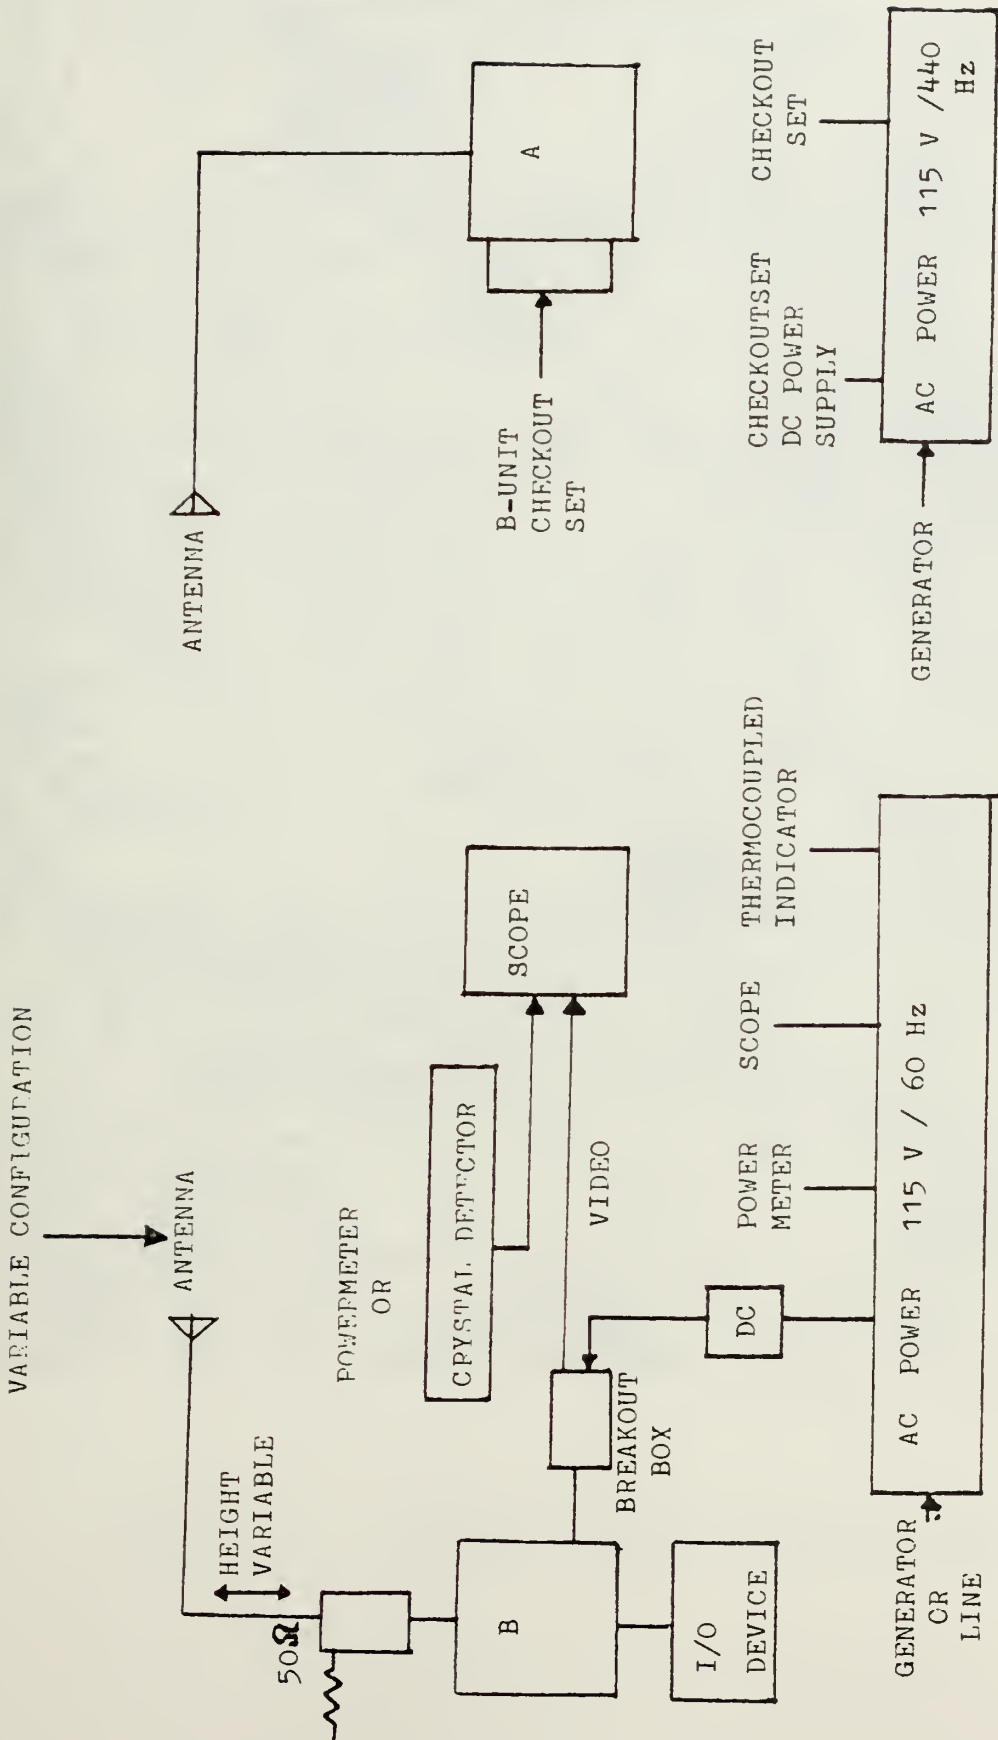 VARIABLE CONFIGURATION
ANTENNA
ANTENNA
HEIGHT
VARIABLE
50Ω
POWERMETER
OR
CRYSTAL DETECTOR
SCOPE
VIDEO
B
BREAKOUT
BOX
I/O
DEVICE
DC
A
B-UNIT
CHECKOUT
SET
POWER
METER
SCOPE
THERMOCOUPLED
INDICATOR
GENERATOR
OR
LINE
AC POWER 115 V / 60 Hz
CHECKOUTSET
DC POWER
SUPPLY
CHECKOUT
SET
GENERATOR
AC POWER 115 V /440
Hz